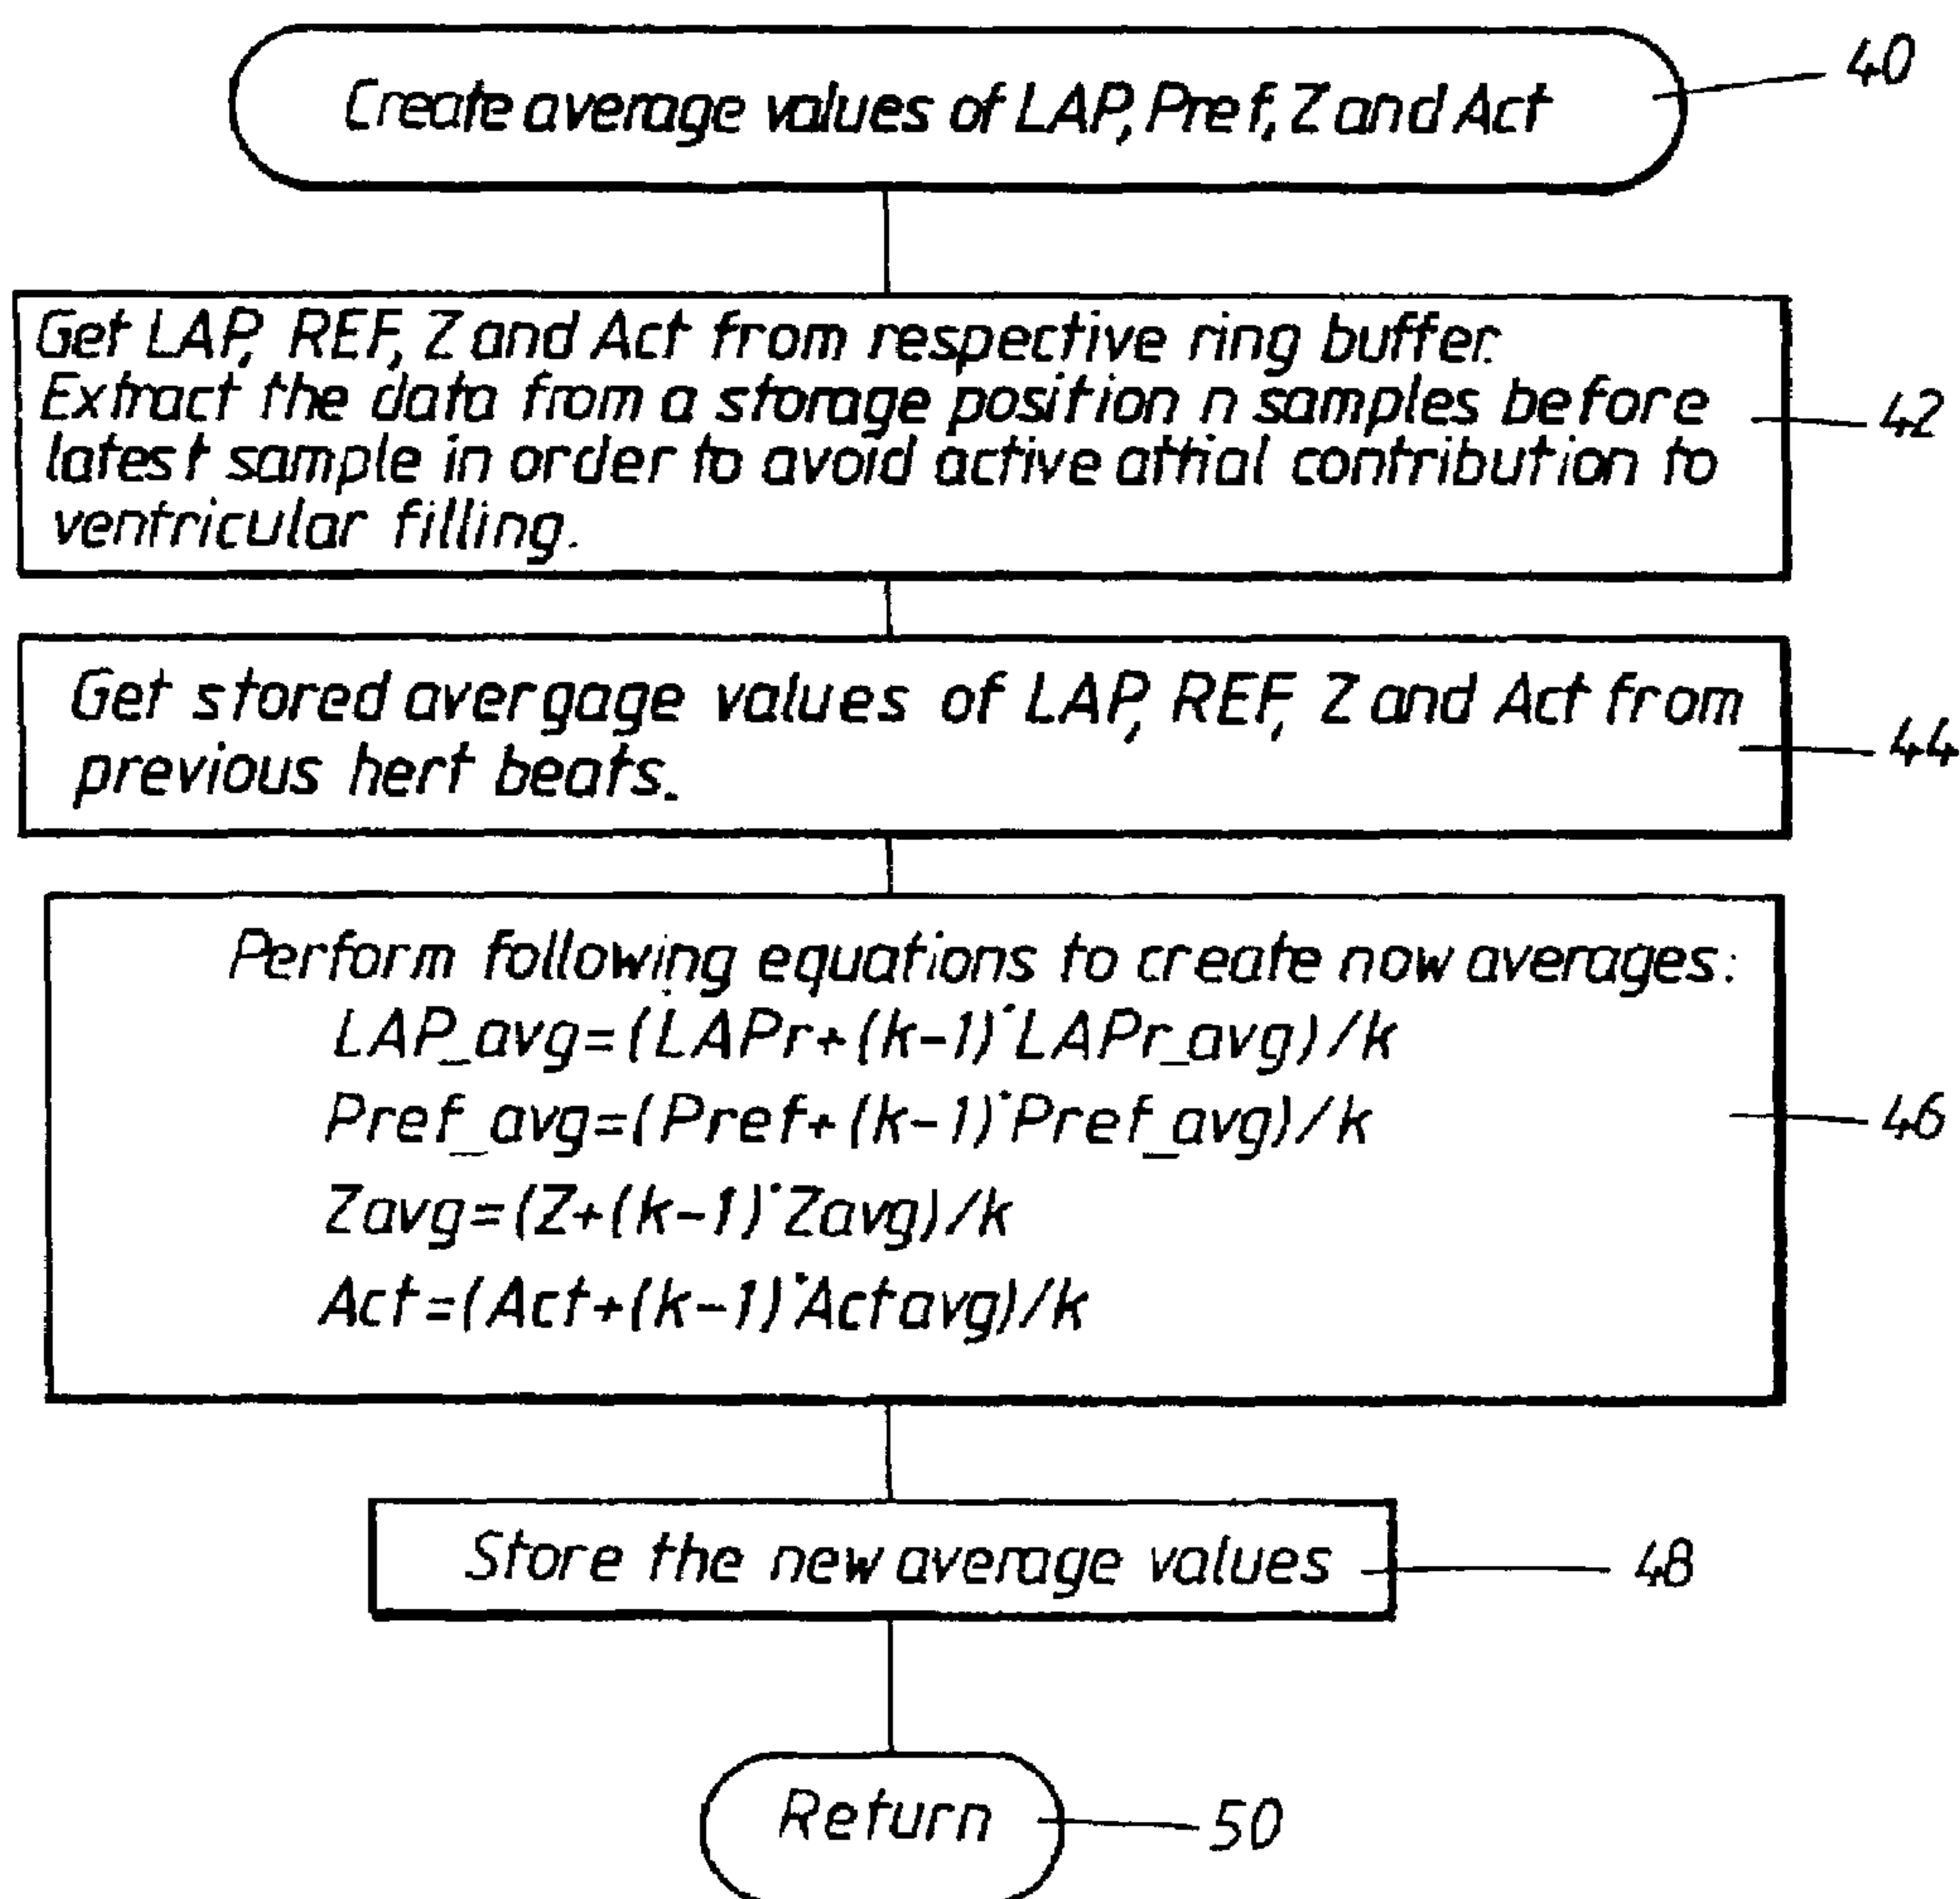 Create average values of LAP, Pref, Z and Act
40
Get LAP, REF, Z and Act from respective ring buffer.
Extract the data from a storage position n samples before
latest sample in order to avoid active attial contribution to
ventricular filling.
42
Get stored avergage values of LAP, REF, Z and Act from
previous hert beats.
44
Perform following equations to create now averages:
LAP_avg=(LAPr+(k-1)*LAPr_avg)/k
Pref_avg=(Pref+(k-1)*Pref_avg)/k
Zavg=(Z+(k-1)*Zavg)/k
Act=(Act+(k-1)*Actavg)/k
46
Store the new average values
48
Return
50